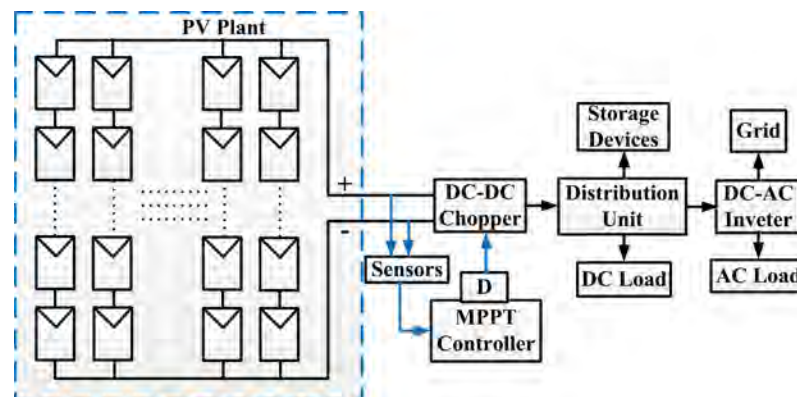 PV Plant
+
-
Sensors
DC-DC
Chopper
D
MPPT
Controller
Storage
Devices
Distribution
Unit
DC Load
Grid
DC-AC
Inveter
AC Load